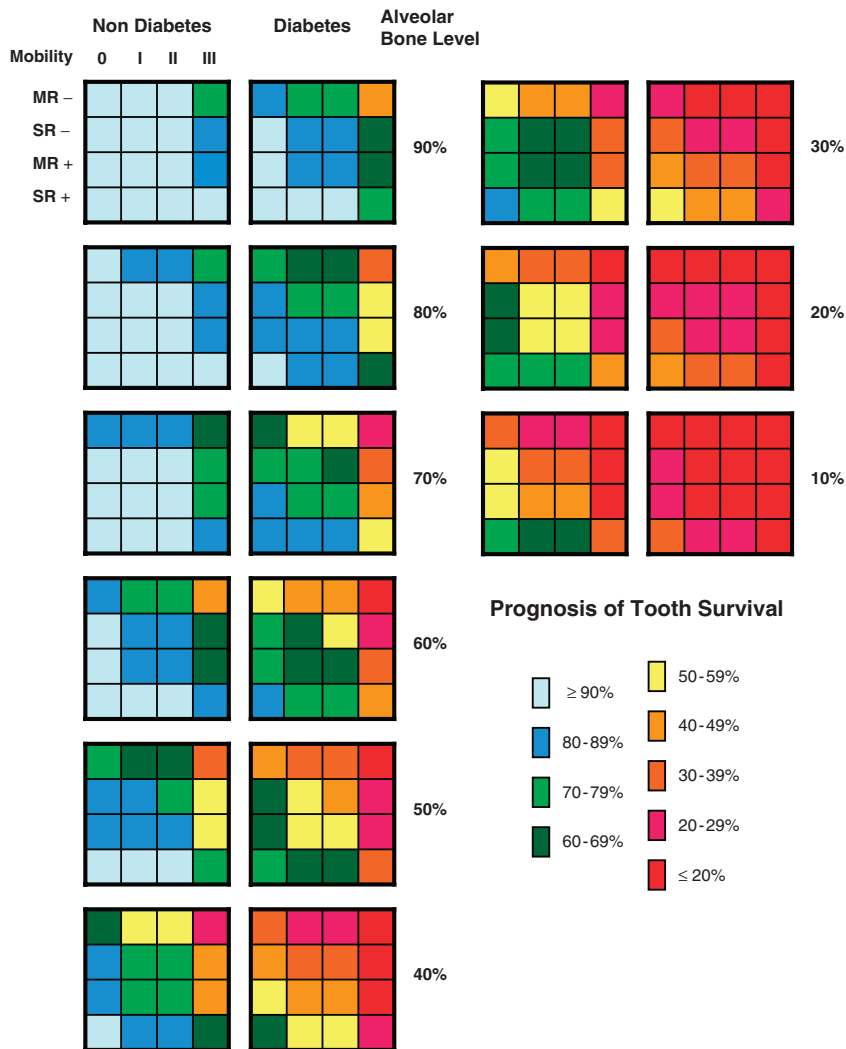 Non Diabetes Diabetes Alveolar Bone Level
Mobility 0 I II III
MR −
SR −
MR +
SR +
90%
80%
70%
60%
50%
40%
30%
20%
10%
Prognosis of Tooth Survival
≥ 90%
80-89%
70-79%
60-69%
50-59%
40-49%
30-39%
20-29%
≤ 20%